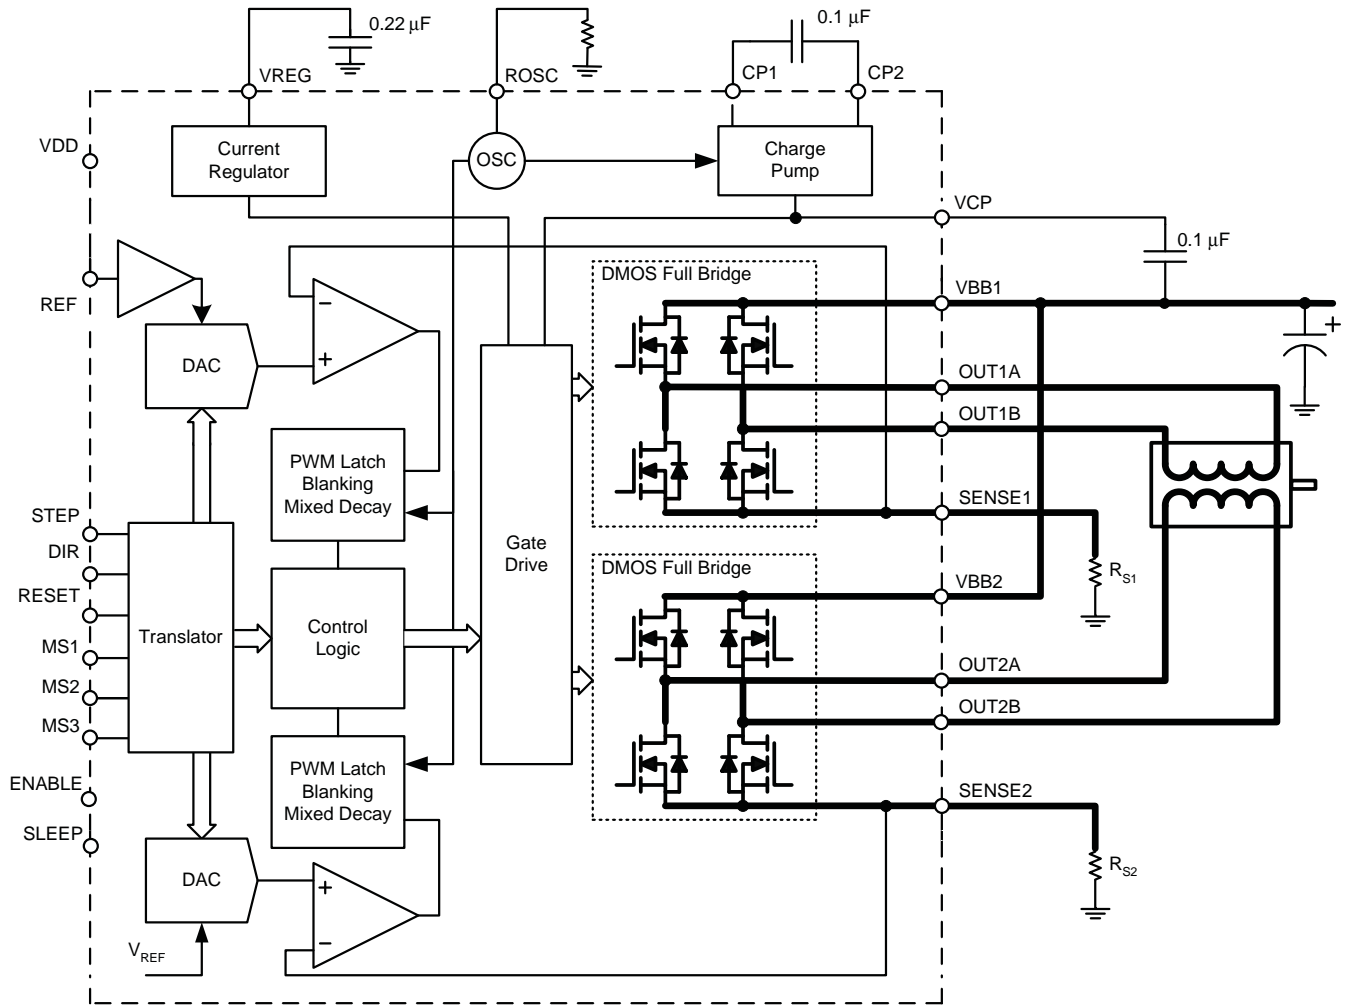 0.22 µF
0.1 µF
VREG
ROSC
CP1
CP2
VDD
Current
Regulator
OSC
Charge
Pump
VCP
0.1 µF
REF
DMOS Full Bridge
VBB1
+
−
+
DAC
OUT1A
OUT1B
PWM Latch
Blanking
Mixed Decay
SENSE1
STEP
DIR
RESET
MS1
MS2
MS3
Translator
Control
Logic
Gate
Drive
DMOS Full Bridge
RS1
VBB2
OUT2A
OUT2B
PWM Latch
Blanking
Mixed Decay
ENABLE
SLEEP
SENSE2
DAC
+
−
RS2
VREF